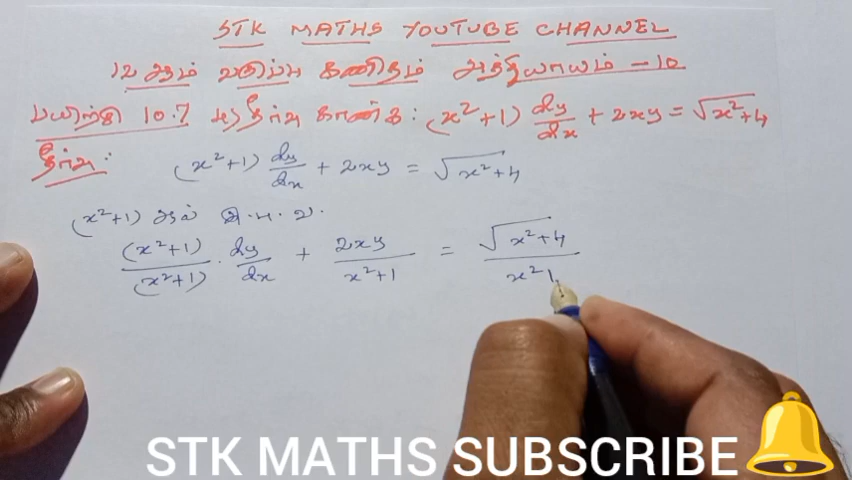 STK MATHS YOUTUBE CHANNEL
12 ஆம் வகுப்பு கணிதம் அத்தியாயம் - 10
பயிற்சி 10.7 தீர்வு காண்க : (x²+1) dy/dx + 2xy = √x²+4
தீர்வு :
(x²+1) dy/dx + 2xy = √x²+4
(x²+1) ஆல் இ.பு.வ.
(x²+1)/(x²+1) . dy/dx + 2xy/x²+1 = √x²+4/x² 1
STK MATHS SUBSCRIBE